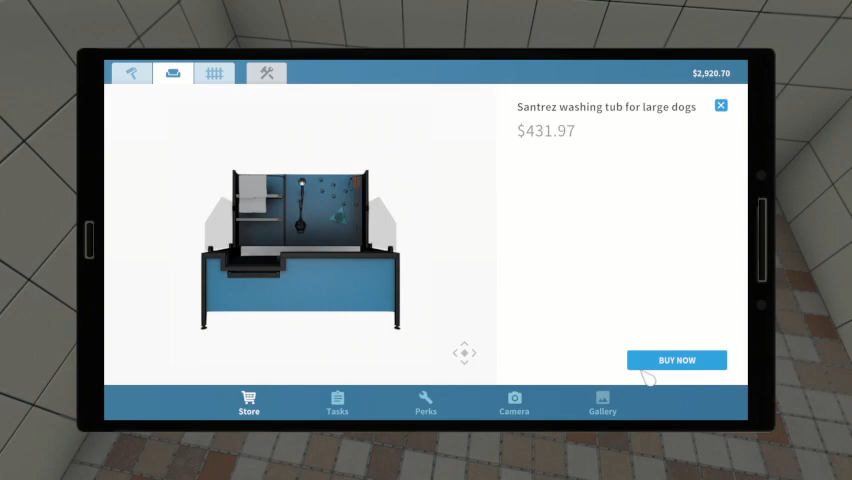 $2,920.70
Santrez washing tub for large dogs
$431.97
BUY NOW
Store
Tasks
Perks
Camera
Gallery